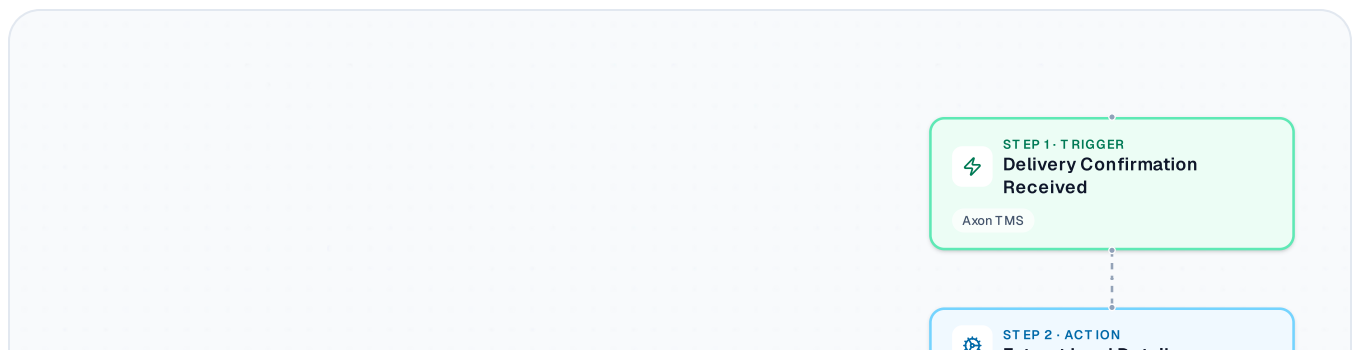 STEP 1 · TRIGGER
Delivery Confirmation
Received
Axon TMS
STEP 2 · ACTION